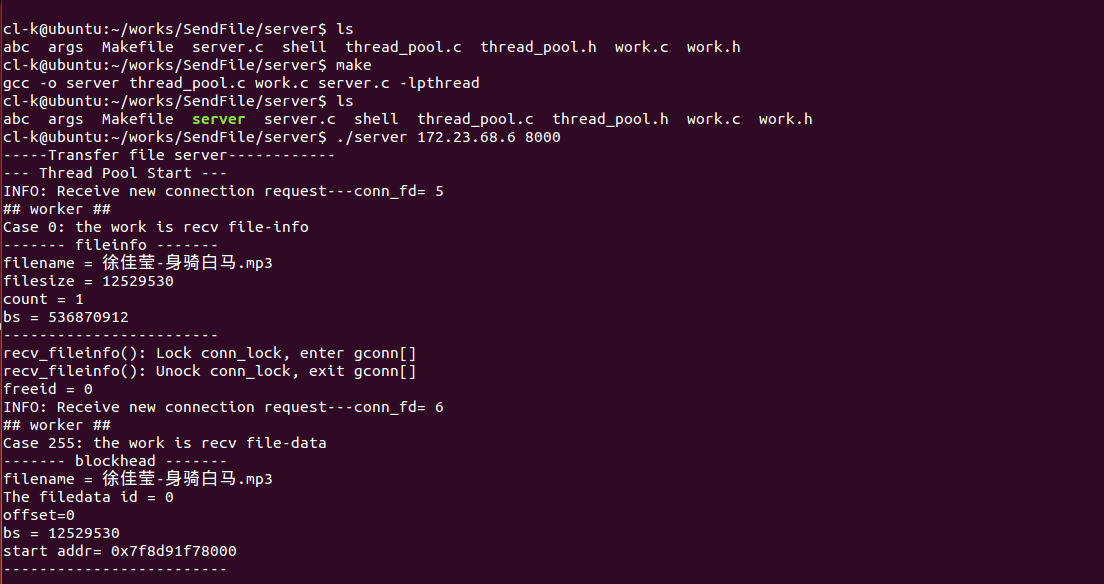 cl-k@ubuntu:~/works/SendFile/server$ ls
abc  args  Makefile  server.c  shell  thread_pool.c  thread_pool.h  work.c  work.h
cl-k@ubuntu:~/works/SendFile/server$ make
gcc -o server thread_pool.c work.c server.c -lpthread
cl-k@ubuntu:~/works/SendFile/server$ ls
abc  args  Makefile  server  server.c  shell  thread_pool.c  thread_pool.h  work.c  work.h
cl-k@ubuntu:~/works/SendFile/server$ ./server 172.23.68.6 8000
-----Transfer file server------------
--- Thread Pool Start ---
INFO: Receive new connection request---conn_fd= 5
## worker ##
Case 0: the work is recv file-info
------- fileinfo -------
filename = 徐佳莹-身骑白马.mp3
filesize = 12529530
count = 1
bs = 536870912
------------------------
recv_fileinfo(): Lock conn_lock, enter gconn[]
recv_fileinfo(): Unock conn_lock, exit gconn[]
freeid = 0
INFO: Receive new connection request---conn_fd= 6
## worker ##
Case 255: the work is recv file-data
------- blockhead -------
filename = 徐佳莹-身骑白马.mp3
The filedata id = 0
offset=0
bs = 12529530
start addr= 0x7f8d91f78000
-------------------------